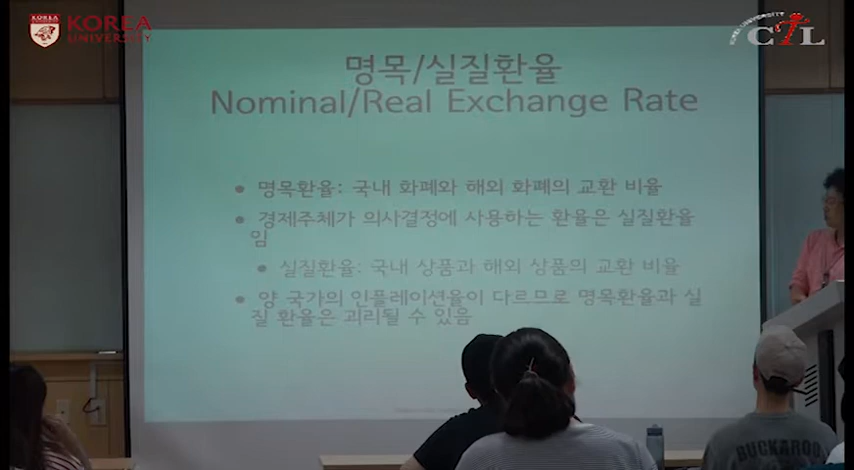 KOREA
UNIVERSITY
KOREA UNIVERSITY
CTL
명목/실질환율
Nominal/Real Exchange Rate
• 명목환율: 국내 화폐와 해외 화폐의 교환 비율
• 경제주체가 의사결정에 사용하는 환율은 실질환율
임
• 실질환율: 국내 상품과 해외 상품의 교환 비율
• 양 국가의 인플레이션율이 다르므로 명목환율과 실
질 환율은 괴리될 수 있음
BUCKAROO